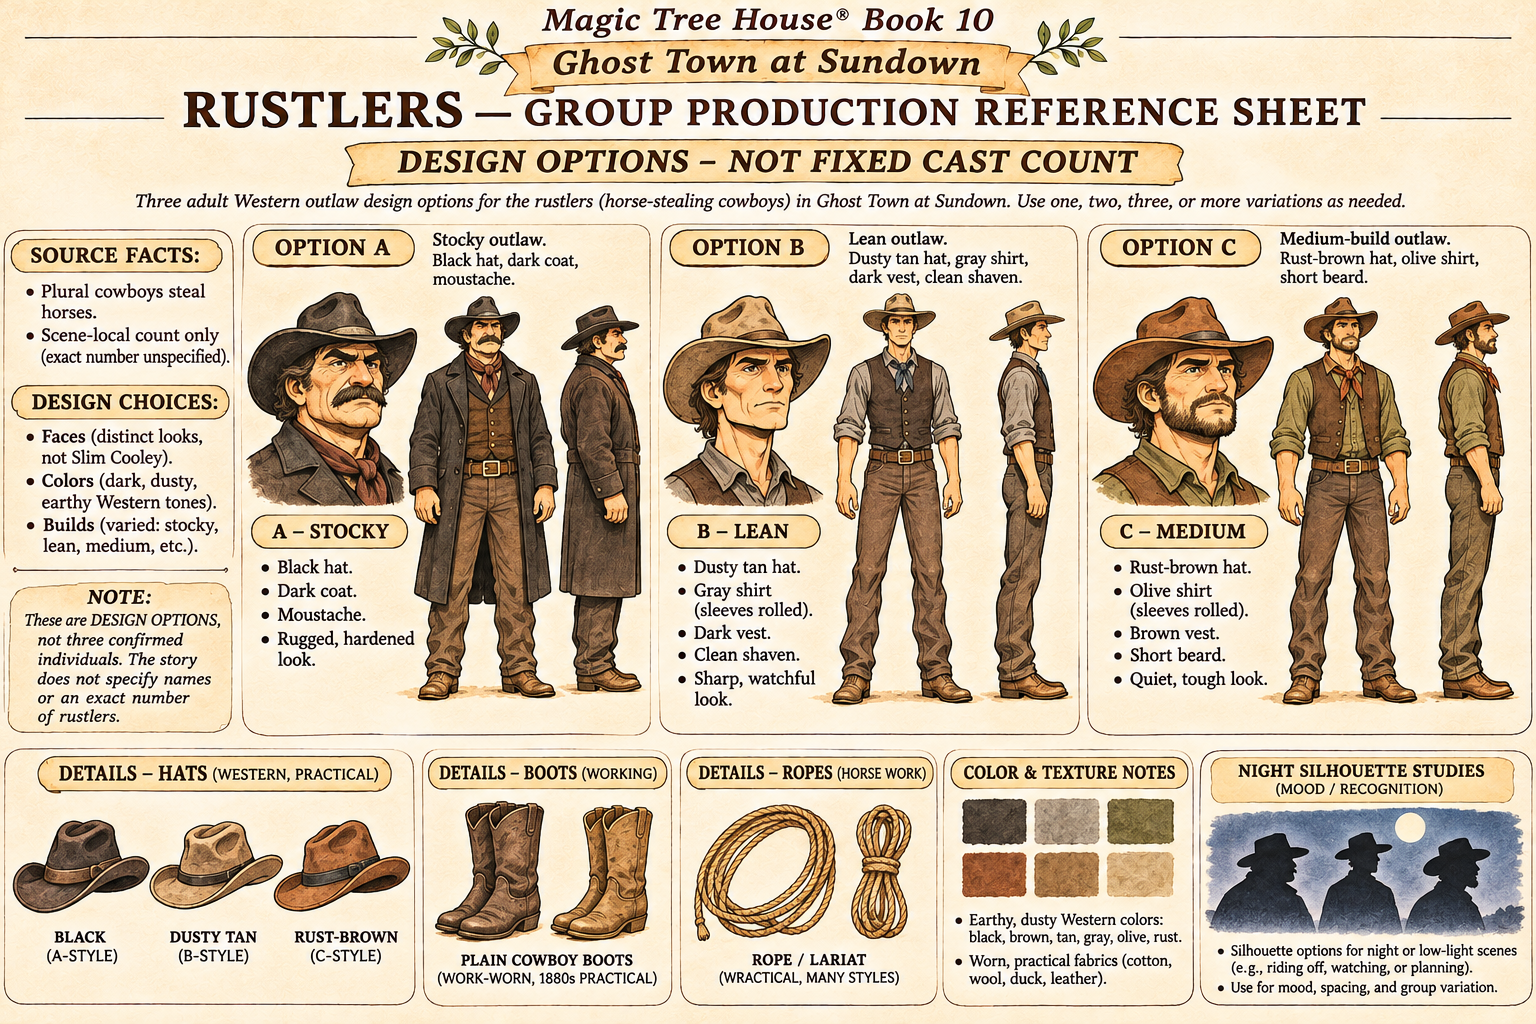 Magic Tree House® Book 10
Ghost Town at Sundown
RUSTLERS — GROUP PRODUCTION REFERENCE SHEET
DESIGN OPTIONS – NOT FIXED CAST COUNT
Three adult Western outlaw design options for the rustlers (horse-stealing cowboys) in Ghost Town at Sundown. Use one, two, three, or more variations as needed.
SOURCE FACTS:
• Plural cowboys steal
horses.
• Scene-local count only
(exact number unspecified).
DESIGN CHOICES:
• Faces (distinct looks,
not Slim Cooley).
• Colors (dark, dusty,
earthy Western tones).
• Builds (varied: stocky,
lean, medium, etc.).
NOTE:
These are DESIGN OPTIONS,
not three confirmed
individuals. The story
does not specify names
or an exact number
of rustlers.
OPTION A
Stocky outlaw.
Black hat, dark coat,
moustache.
A – STOCKY
• Black hat.
• Dark coat.
• Moustache.
• Rugged, hardened
look.
OPTION B
Lean outlaw.
Dusty tan hat, gray shirt,
dark vest, clean shaven.
B – LEAN
• Dusty tan hat.
• Gray shirt
(sleeves rolled).
• Dark vest.
• Clean shaven.
• Sharp, watchful
look.
OPTION C
Medium-build outlaw.
Rust-brown hat, olive shirt,
short beard.
C – MEDIUM
• Rust-brown hat.
• Olive shirt
(sleeves rolled).
• Brown vest.
• Short beard.
• Quiet, tough look.
DETAILS – HATS (WESTERN, PRACTICAL)
BLACK
(A-STYLE)
DUSTY TAN
(B-STYLE)
RUST-BROWN
(C-STYLE)
DETAILS – BOOTS (WORKING)
PLAIN COWBOY BOOTS
(WORK-WORN, 1880s PRACTICAL)
DETAILS – ROPES (HORSE WORK)
ROPE / LARIAT
(WRACTICAL, MANY STYLES)
COLOR & TEXTURE NOTES
• Earthy, dusty Western colors:
black, brown, tan, gray, olive, rust.
• Worn, practical fabrics (cotton,
wool, duck, leather).
NIGHT SILHOUETTE STUDIES
(MOOD / RECOGNITION)
• Silhouette options for night or low-light scenes
(e.g., riding off, watching, or planning).
• Use for mood, spacing, and group variation.